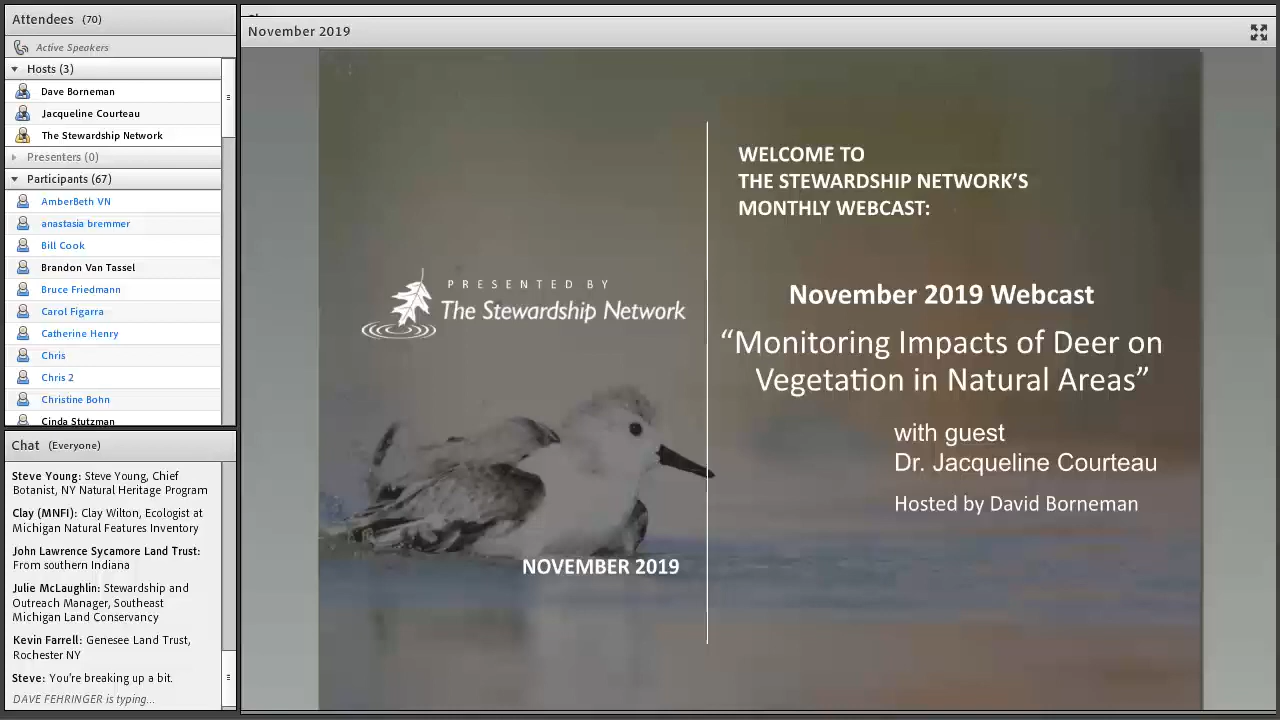 Attendees (70)
Active Speakers
Hosts (3)
Dave Borneman
Jacqueline Courteau
The Stewardship Network
Presenters (0)
Participants (67)
AmberBeth VN
anastasia bremmer
Bill Cook
Brandon Van Tassel
Bruce Friedmann
Carol Figarra
Catherine Henry
Chris
Chris 2
Christine Bohn
Cinda Stutzman
Chat (Everyone)
Steve Young: Steve Young, Chief
Botanist, NY Natural Heritage Program
Clay (MNFI): Clay Wilton, Ecologist at
Michigan Natural Features Inventory
John Lawrence Sycamore Land Trust:
From southern Indiana
Julie McLaughlin: Stewardship and
Outreach Manager, Southeast
Michigan Land Conservancy
Kevin Farrell: Genesee Land Trust,
Rochester NY
Steve: You're breaking up a bit.
DAVE FEHRINGER is typing...
November 2019
PRESENTED BY
The Stewardship Network
NOVEMBER 2019
WELCOME TO
THE STEWARDSHIP NETWORK’S
MONTHLY WEBCAST:
November 2019 Webcast
“Monitoring Impacts of Deer on
Vegetation in Natural Areas”
with guest
Dr. Jacqueline Courteau
Hosted by David Borneman